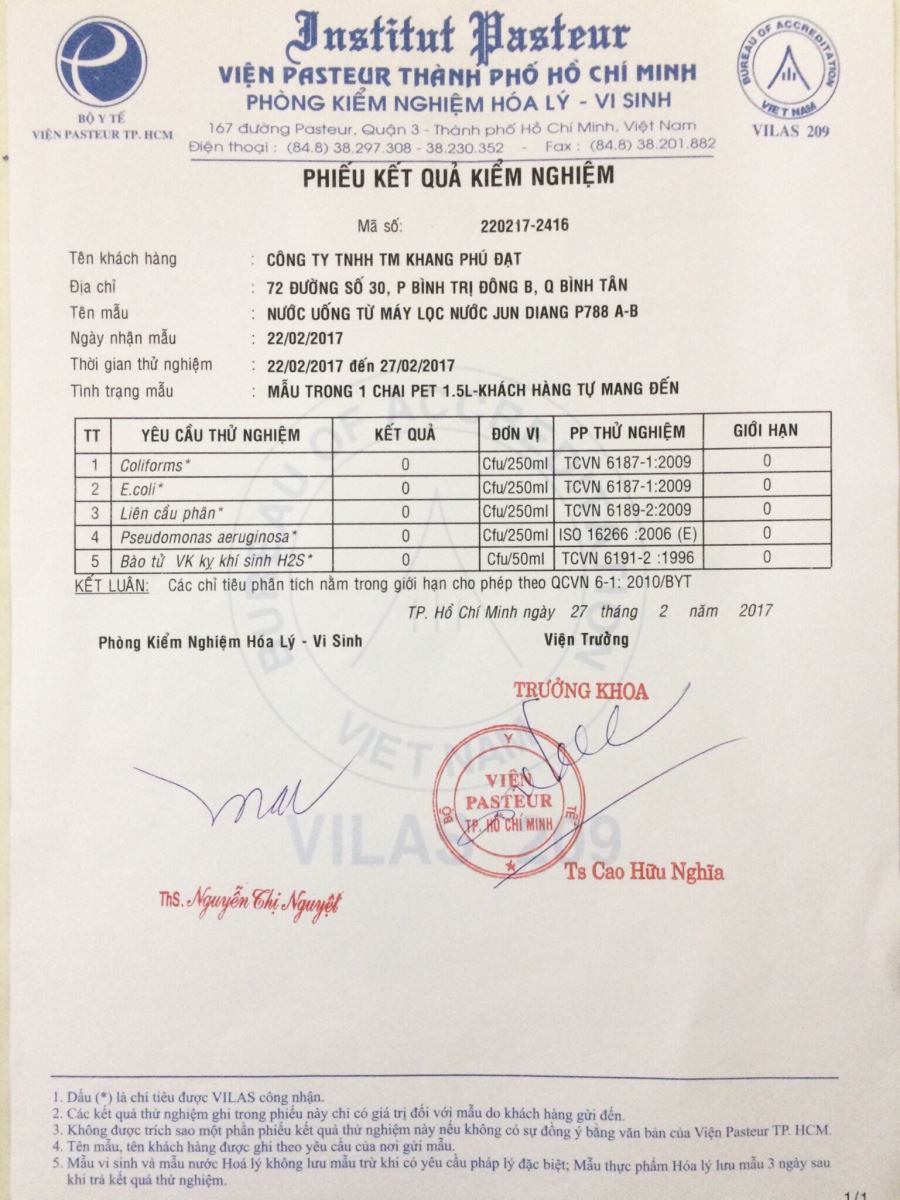 Institut Pasteur
VIỆN PASTEUR THÀNH PHỐ HỒ CHÍ MINH
PHÒNG KIỂM NGHIỆM HÓA LÝ - VI SINH
167 đường Pasteur, Quận 3 - Thành phố Hồ Chí Minh, Việt Nam
Điện thoại : (84.8) 38.297.308 - 38.230.352 - Fax : (84.8) 38.201.882
BỘ Y TẾ
VIỆN PASTEUR TP. HCM
BUREAU OF ACCREDITATION
VIET NAM
VILAS 209
PHIẾU KẾT QUẢ KIỂM NGHIỆM
Mã số: 220217-2416
Tên khách hàng : CÔNG TY TNHH TM KHANG PHÚ ĐẠT
Địa chỉ : 72 ĐƯỜNG SỐ 30, P BÌNH TRỊ ĐÔNG B, Q BÌNH TÂN
Tên mẫu : NƯỚC UỐNG TỪ MÁY LỌC NƯỚC JUN DIANG P788 A-B
Ngày nhận mẫu : 22/02/2017
Thời gian thử nghiệm : 22/02/2017 đến 27/02/2017
Tình trạng mẫu : MẪU TRONG 1 CHAI PET 1.5L-KHÁCH HÀNG TỰ MANG ĐẾN
TT YÊU CẦU THỬ NGHIỆM KẾT QUẢ ĐƠN VỊ PP THỬ NGHIỆM GIỚI HẠN
1 Coliforms* 0 Cfu/250ml TCVN 6187-1:2009 0
2 E.coli* 0 Cfu/250ml TCVN 6187-1:2009 0
3 Liên cầu phân* 0 Cfu/250ml TCVN 6189-2:2009 0
4 Pseudomonas aeruginosa* 0 Cfu/250ml ISO 16266 :2006 (E) 0
5 Bào tử VK kỵ khí sinh H2S* 0 Cfu/50ml TCVN 6191-2 :1996 0
KẾT LUẬN: Các chỉ tiêu phân tích nằm trong giới hạn cho phép theo QCVN 6-1: 2010/BYT
TP. Hồ Chí Minh ngày 27 tháng 2 năm 2017
Phòng Kiểm Nghiệm Hóa Lý - Vi Sinh Viện Trưởng
TRƯỞNG KHOA
BỘ Y TẾ
VIỆN
PASTEUR
TP. HỒ CHÍ MINH
BUREAU OF ACCREDITATION
VIET NAM
VILAS 209
Ts Cao Hữu Nghĩa
ThS. Nguyễn Thị Nguyệt
1. Dấu (*) là chỉ tiêu được VILAS công nhận.
2. Các kết quả thử nghiệm ghi trong phiếu này chỉ có giá trị đối với mẫu do khách hàng gửi đến.
3. Không được trích sao một phần phiếu kết quả thử nghiệm này nếu không có sự đồng ý bằng văn bản của Viện Pasteur TP. HCM.
4. Tên mẫu, tên khách hàng được ghi theo yêu cầu của nơi gửi mẫu.
5. Mẫu vi sinh và mẫu nước Hoá lý không lưu mẫu trừ khi có yêu cầu pháp lý đặc biệt; Mẫu thực phẩm Hóa lý lưu mẫu 3 ngày sau
khi trả kết quả thử nghiệm.
1/1